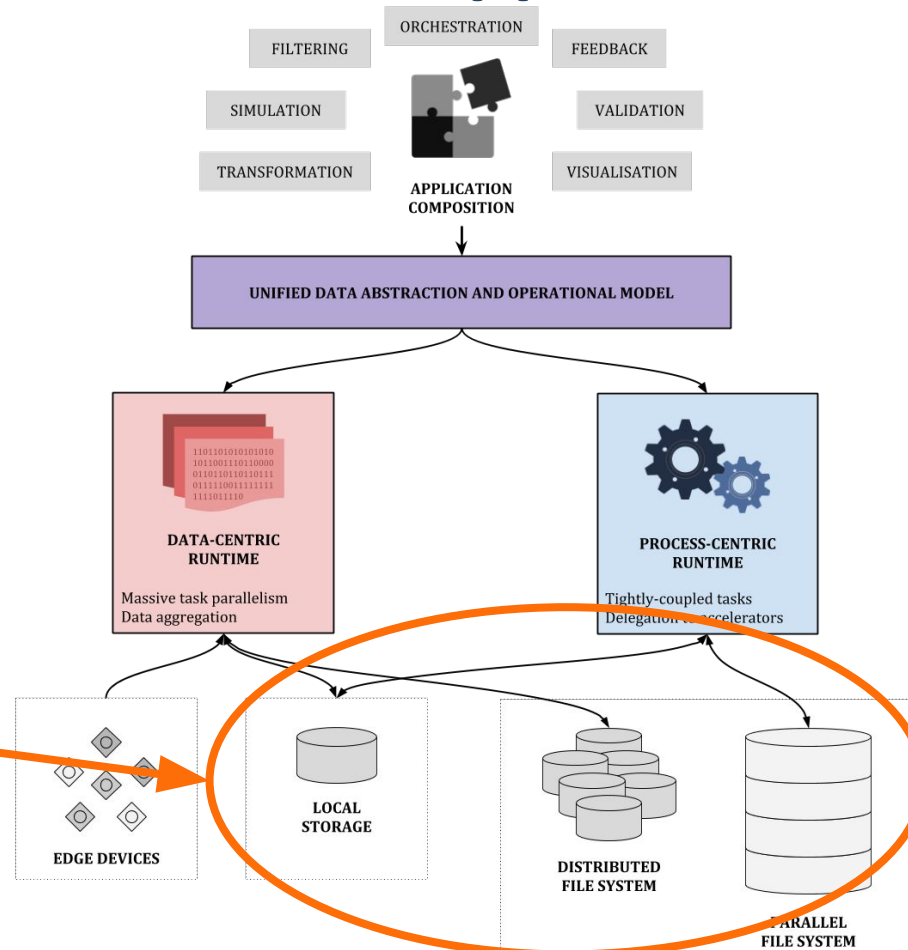 ORCHESTRATION
FILTERING
FEEDBACK
SIMULATION
VALIDATION
TRANSFORMATION
VISUALISATION
APPLICATION
COMPOSITION
UNIFIED DATA ABSTRACTION AND OPERATIONAL MODEL
1101101010101010
1011001110110000
0110110110110111
0111110011111111
1111011110
DATA-CENTRIC
RUNTIME
Massive task parallelism
Data aggregation
PROCESS-CENTRIC
RUNTIME
Tightly-coupled tasks
Delegation to accelerators
EDGE DEVICES
LOCAL
STORAGE
DISTRIBUTED
FILE SYSTEM
PARALLEL
FILE SYSTEM